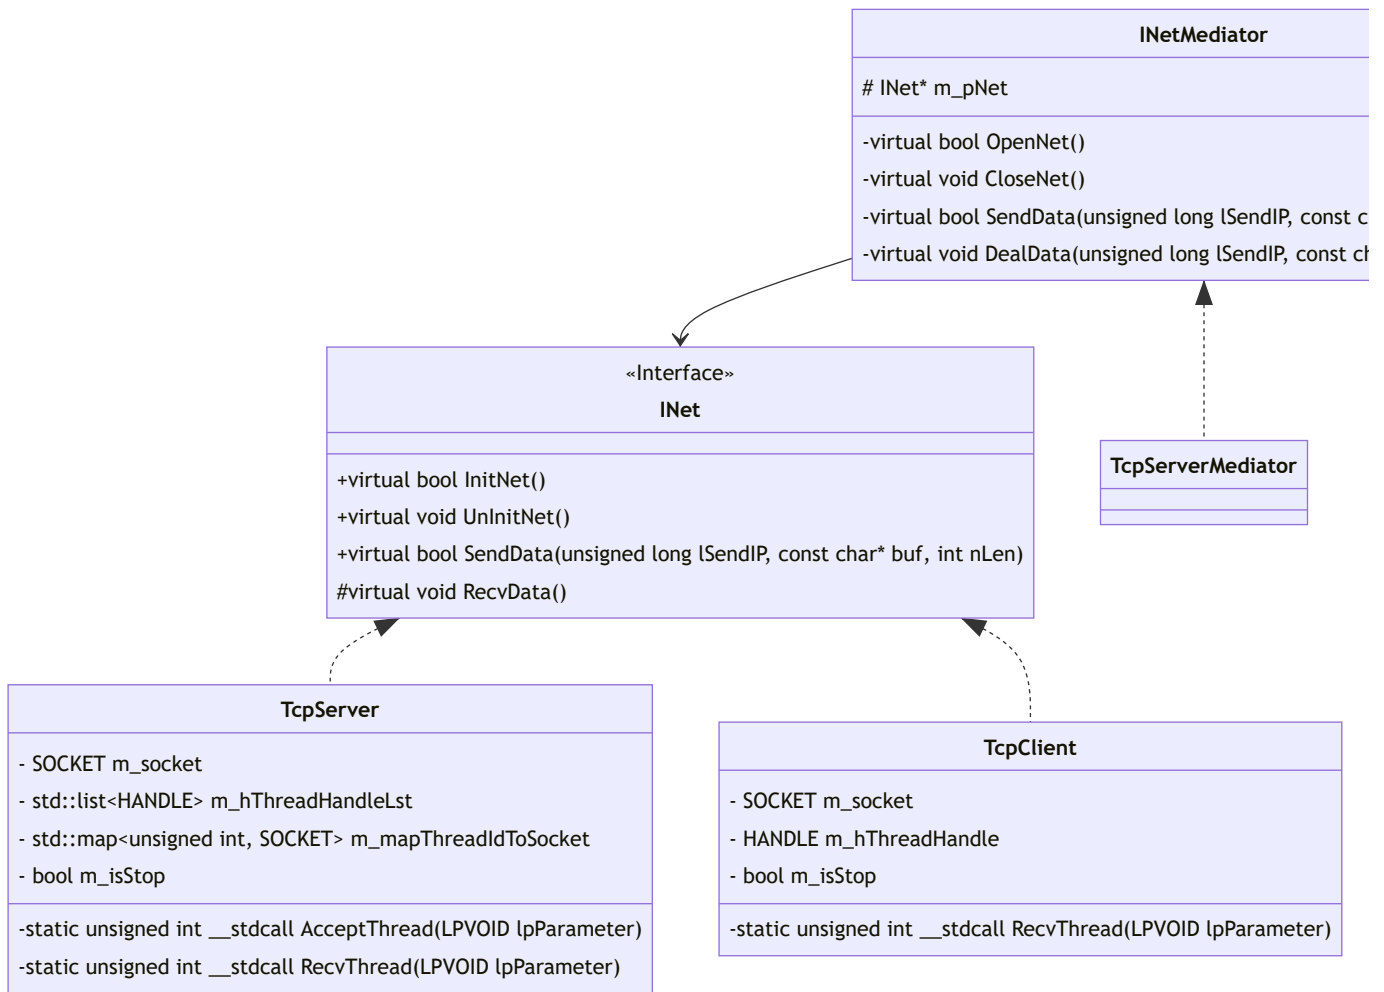 INetMediator
# INet* m_pNet
-virtual bool OpenNet()
-virtual void CloseNet()
-virtual bool SendData(unsigned long lSendIP, const
-virtual void DealData(unsigned long lSendIP, const
«Interface»
INet
+virtual bool InitNet()
+virtual void UnInitNet()
+virtual bool SendData(unsigned long lSendIP, const char* buf, int nLen)
#virtual void RecvData()
TcpServerMediator
TcpServer
- SOCKET m_socket
- std::list<HANDLE> m_hThreadHandleLst
- std::map<unsigned int, SOCKET> m_mapThreadIdToSocket
- bool m_isStop
-static unsigned int __stdcall AcceptThread(LPVOID lpParameter)
-static unsigned int __stdcall RecvThread(LPVOID lpParameter)
TcpClient
- SOCKET m_socket
- HANDLE m_hThreadHandle
- bool m_isStop
-static unsigned int __stdcall RecvThread(LPVOID lpParameter)